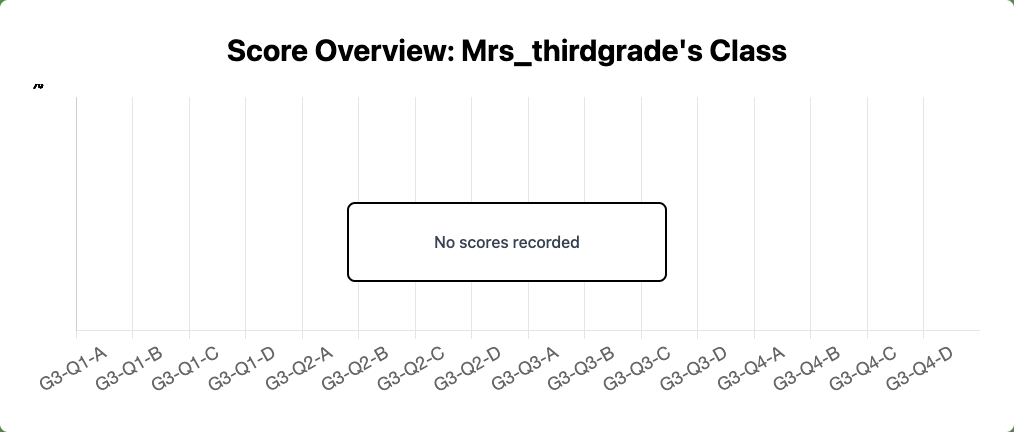 Score Overview: Mrs_thirdgrade's Class
No scores recorded
G3-Q1-A
G3-Q1-B
G3-Q1-C
G3-Q1-D
G3-Q2-A
G3-Q2-B
G3-Q2-C
G3-Q2-D
G3-Q3-A
G3-Q3-B
G3-Q3-C
G3-Q3-D
G3-Q4-A
G3-Q4-B
G3-Q4-C
G3-Q4-D